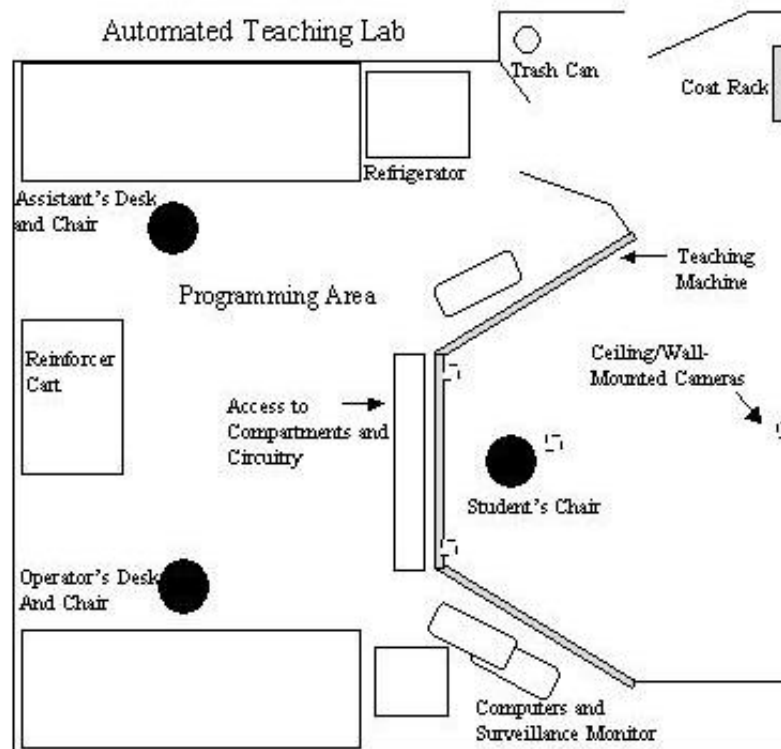 Automated Teaching Lab
Trash Can
Coat Rack
Refrigerator
Assistant's Desk
and Chair
Teaching
Machine
Programming Area
Reinforcer
Cart
Ceiling/Wall-
Mounted Cameras
Access to
Compartments and
Circuitry
Student's Chair
Operator's Desk
And Chair
Computers and
Surveillance Monitor